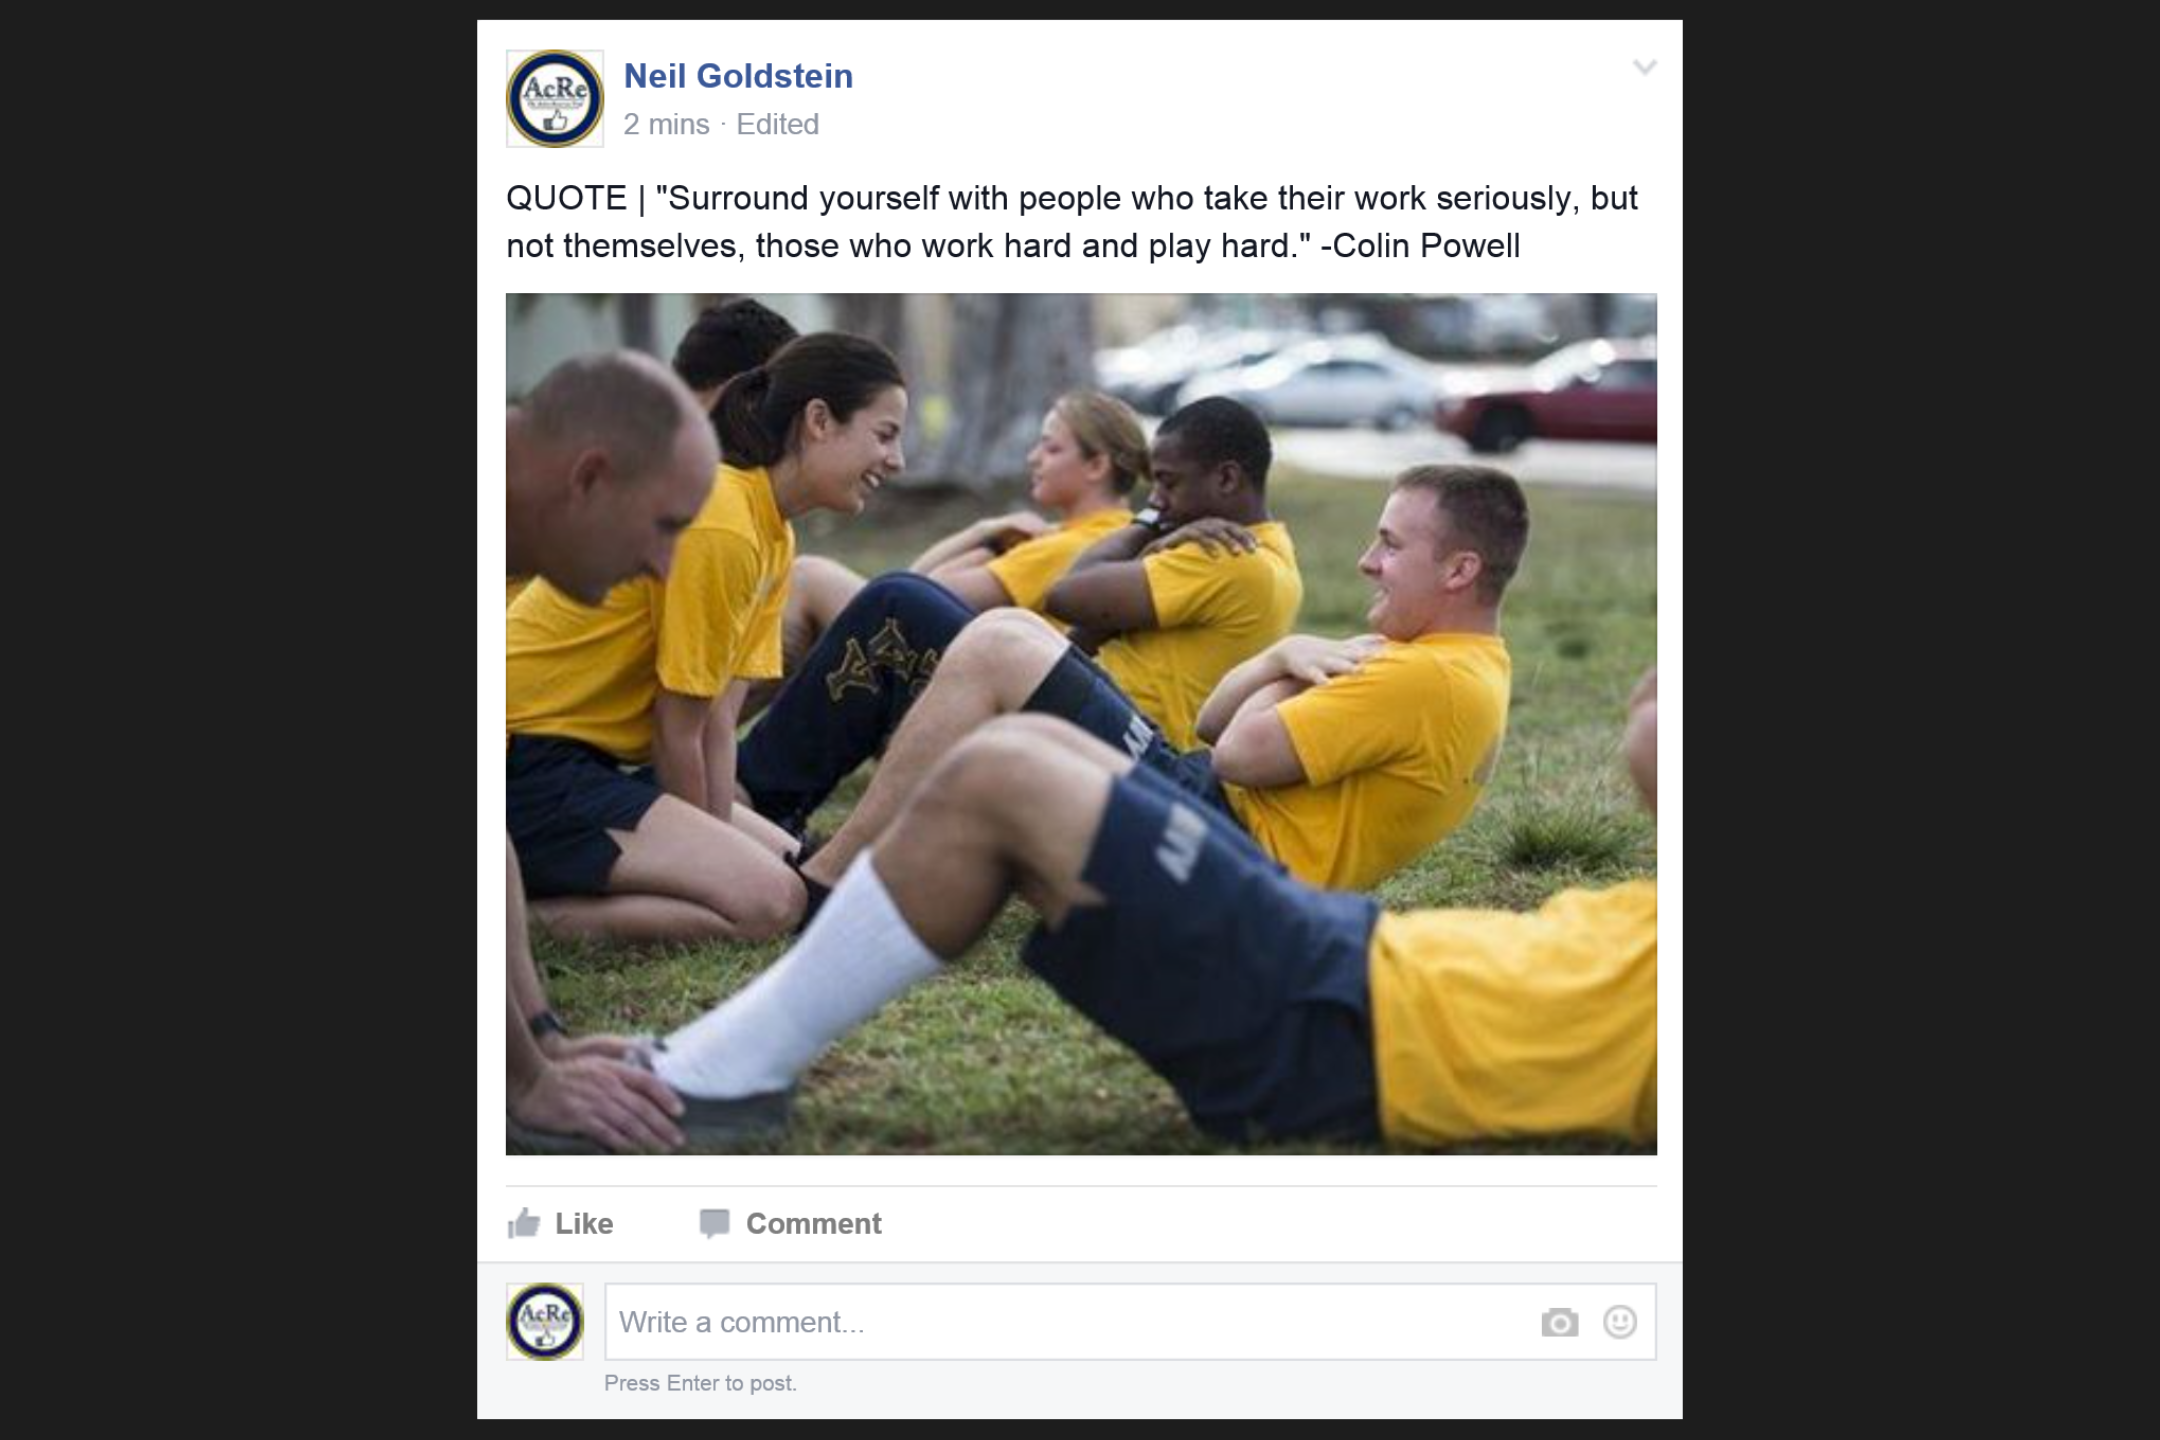 AcRe
Neil Goldstein
2 mins · Edited
QUOTE | "Surround yourself with people who take their work seriously, but
not themselves, those who work hard and play hard." -Colin Powell
Like
Comment
AcRe
Write a comment...
Press Enter to post.